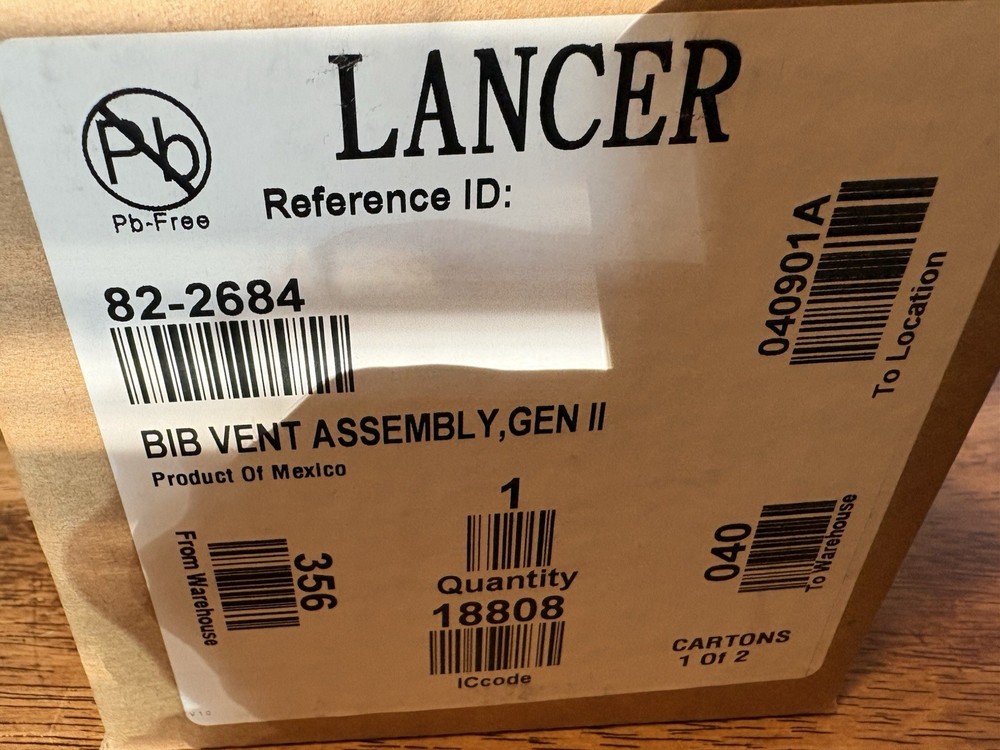 LANCER
Pb
Pb-Free
Reference ID:
82-2684
040901A
To Location
BIB VENT ASSEMBLY,GEN II
Product Of Mexico
From Warehouse
356
1
Quantity
18808
ICcode
040
To Warehouse
CARTONS
1 Of 2
V10